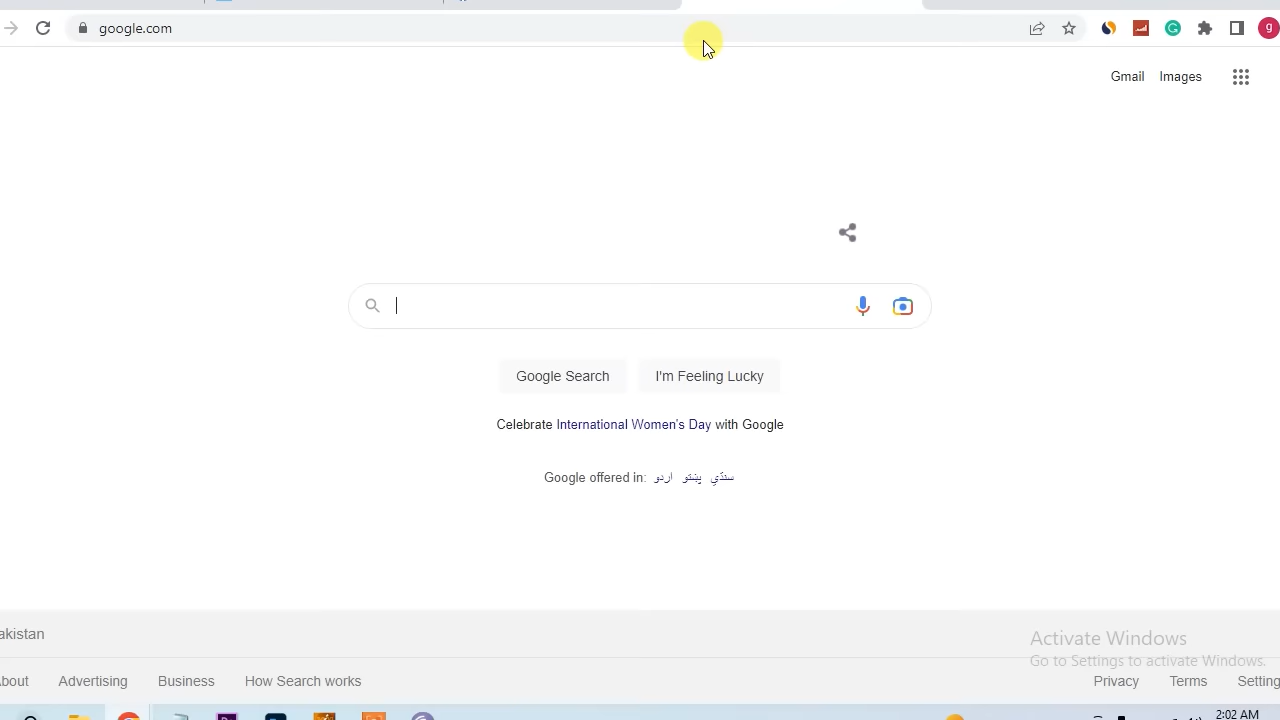 google.com
g
Gmail Images
Google Search I'm Feeling Lucky
Celebrate International Women's Day with Google
Google offered in: اردو پښتو سنڌي
akistan
Activate Windows
Go to Settings to activate Windows.
bout Advertising Business How Search works Privacy Terms Setting
2:02 AM